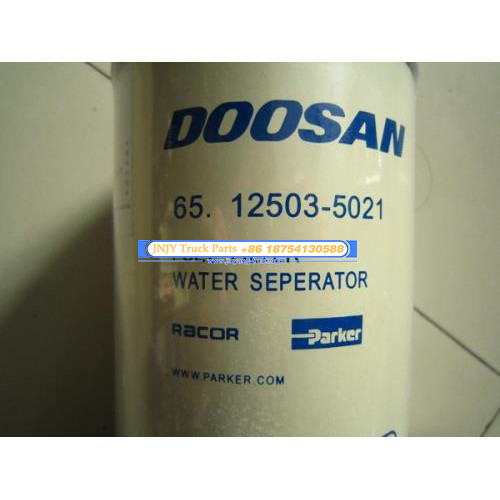 DOOSAN
65. 12503-5021
JNJY Truck Parts +86 18754130588
WATER SEPERATOR
RACOR Parker
WWW.PARKER.COM